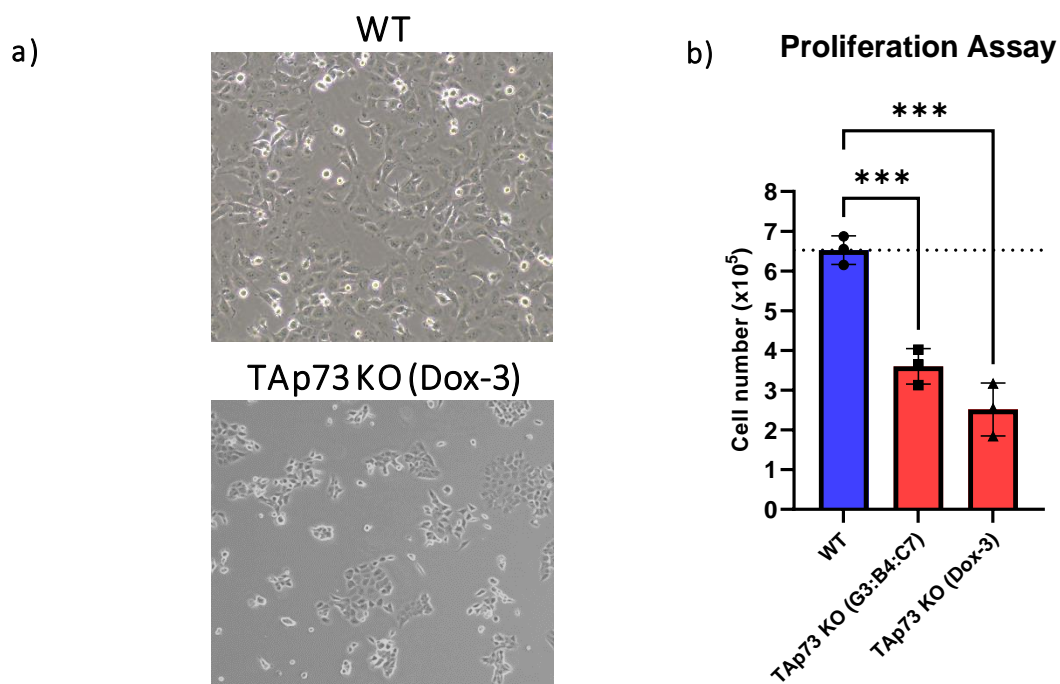 a)
WT
TAp73 KO (Dox-3)
b)
Proliferation Assay
***
***
Cell number (x10⁵)
8
7
6
5
4
3
2
1
0
WT
TAp73 KO (G3:B4:C7)
TAp73 KO (Dox-3)